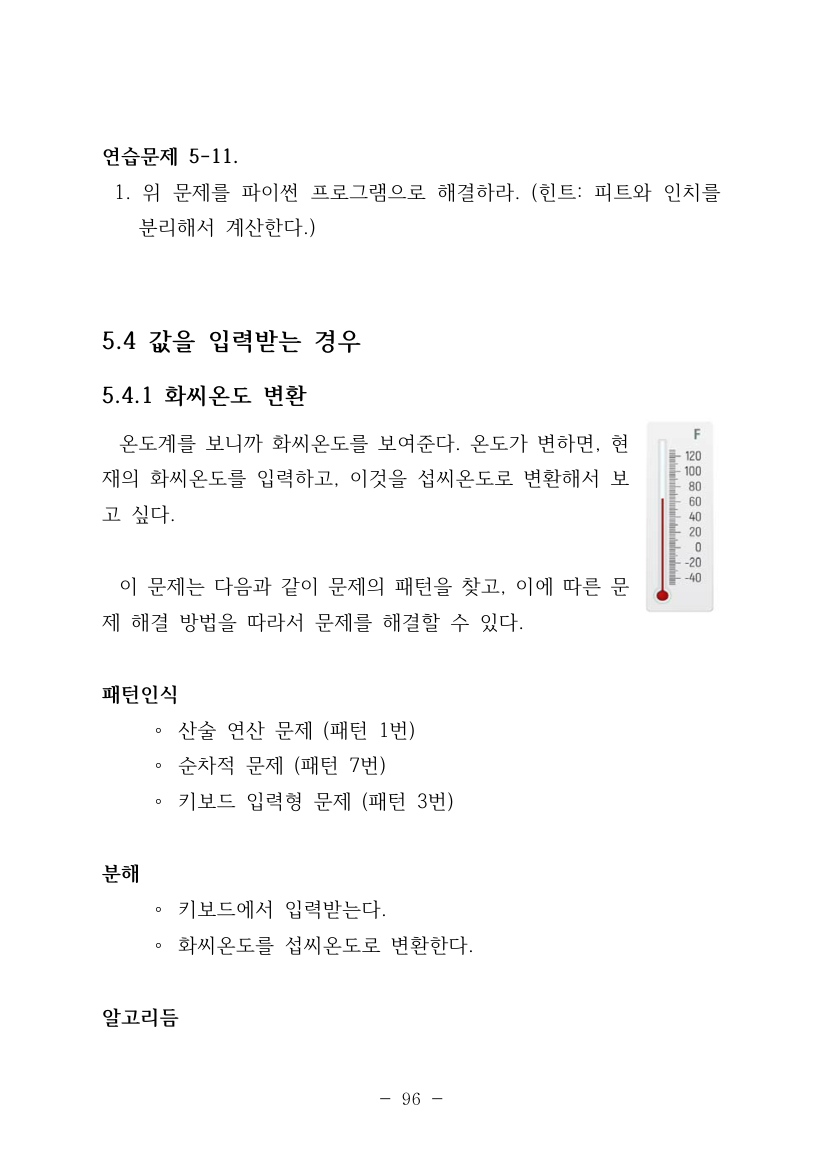 연습문제 5-11.
1. 위 문제를 파이썬 프로그램으로 해결하라. (힌트: 피트와 인치를
분리해서 계산한다.)
5.4 값을 입력받는 경우
5.4.1 화씨온도 변환
온도계를 보니까 화씨온도를 보여준다. 온도가 변하면, 현
재의 화씨온도를 입력하고, 이것을 섭씨온도로 변환해서 보
고 싶다.
F
120
100
80
60
40
20
0
-20
-40
이 문제는 다음과 같이 문제의 패턴을 찾고, 이에 따른 문
제 해결 방법을 따라서 문제를 해결할 수 있다.
패턴인식
◦ 산술 연산 문제 (패턴 1번)
◦ 순차적 문제 (패턴 7번)
◦ 키보드 입력형 문제 (패턴 3번)
분해
◦ 키보드에서 입력받는다.
◦ 화씨온도를 섭씨온도로 변환한다.
알고리듬
- 96 -